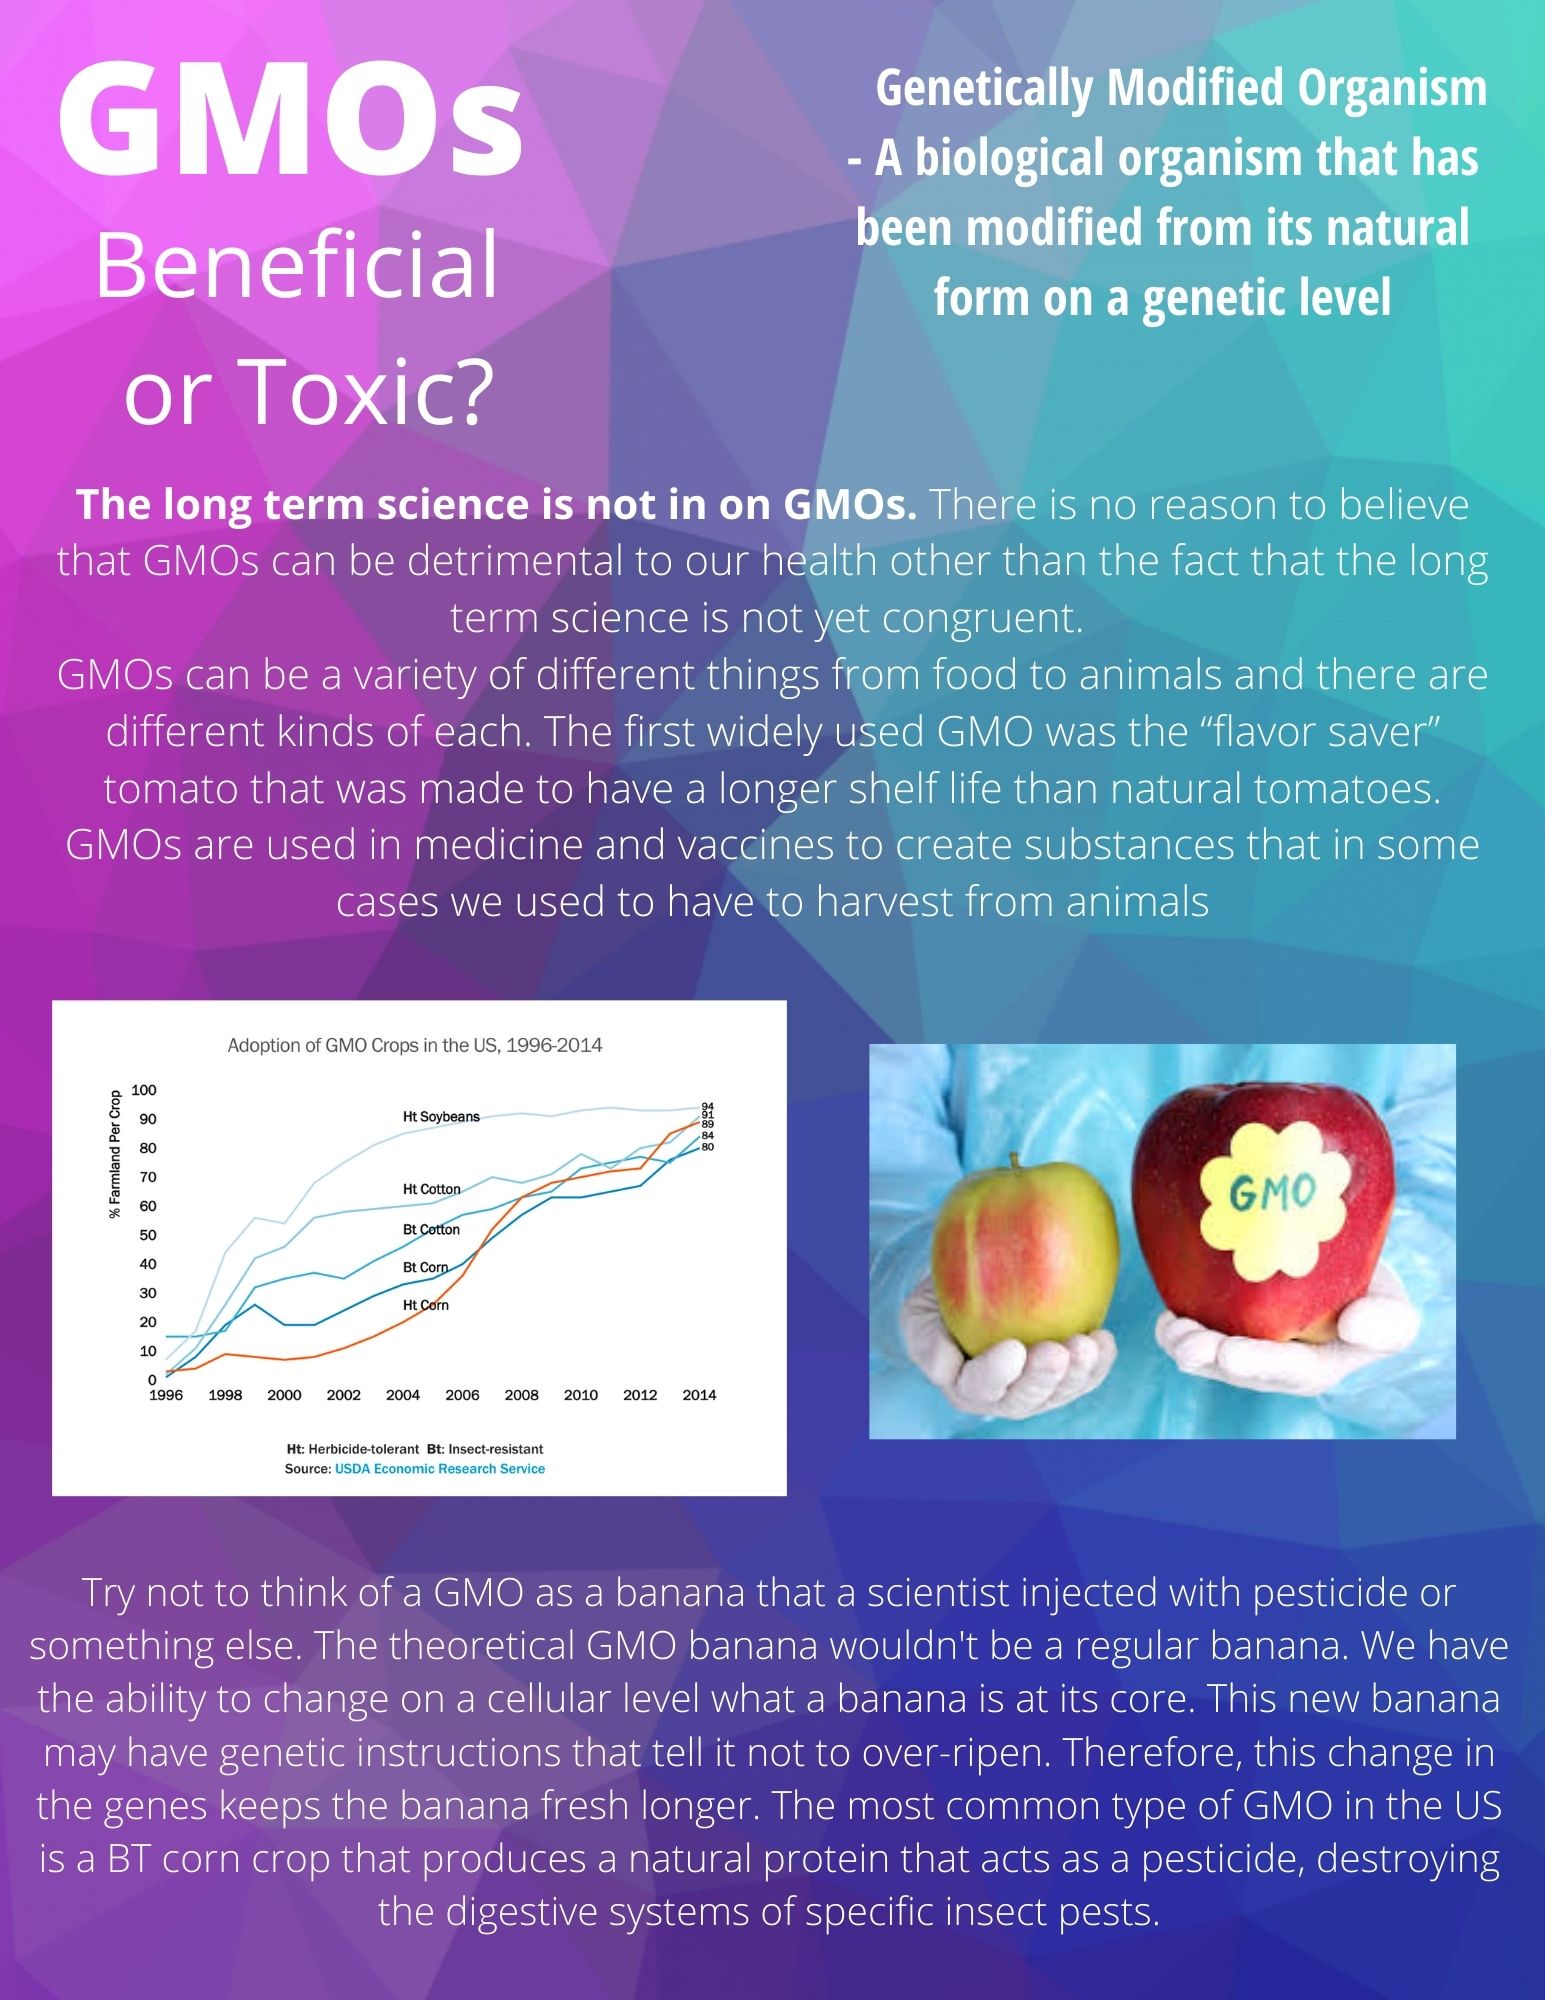 GMOs
Beneficial
or Toxic?
Genetically Modified Organism
- A biological organism that has
been modified from its natural
form on a genetic level
The long term science is not in on GMOs. There is no reason to believe
that GMOs can be detrimental to our health other than the fact that the long
term science is not yet congruent.
GMOs can be a variety of different things from food to animals and there are
different kinds of each. The first widely used GMO was the “flavor saver”
tomato that was made to have a longer shelf life than natural tomatoes.
GMOs are used in medicine and vaccines to create substances that in some
cases we used to have to harvest from animals
Adoption of GMO Crops in the US, 1996-2014
% Farmland Per Crop
100
90
80
70
60
50
40
30
20
10
0
Ht Soybeans
Ht Cotton
Bt Cotton
Bt Corn
Ht Corn
94
91
89
84
80
1996 1998 2000 2002 2004 2006 2008 2010 2012 2014
Ht: Herbicide-tolerant Bt: Insect-resistant
Source: USDA Economic Research Service
GMO
Try not to think of a GMO as a banana that a scientist injected with pesticide or
something else. The theoretical GMO banana wouldn't be a regular banana. We have
the ability to change on a cellular level what a banana is at its core. This new banana
may have genetic instructions that tell it not to over-ripen. Therefore, this change in
the genes keeps the banana fresh longer. The most common type of GMO in the US
is a BT corn crop that produces a natural protein that acts as a pesticide, destroying
the digestive systems of specific insect pests.